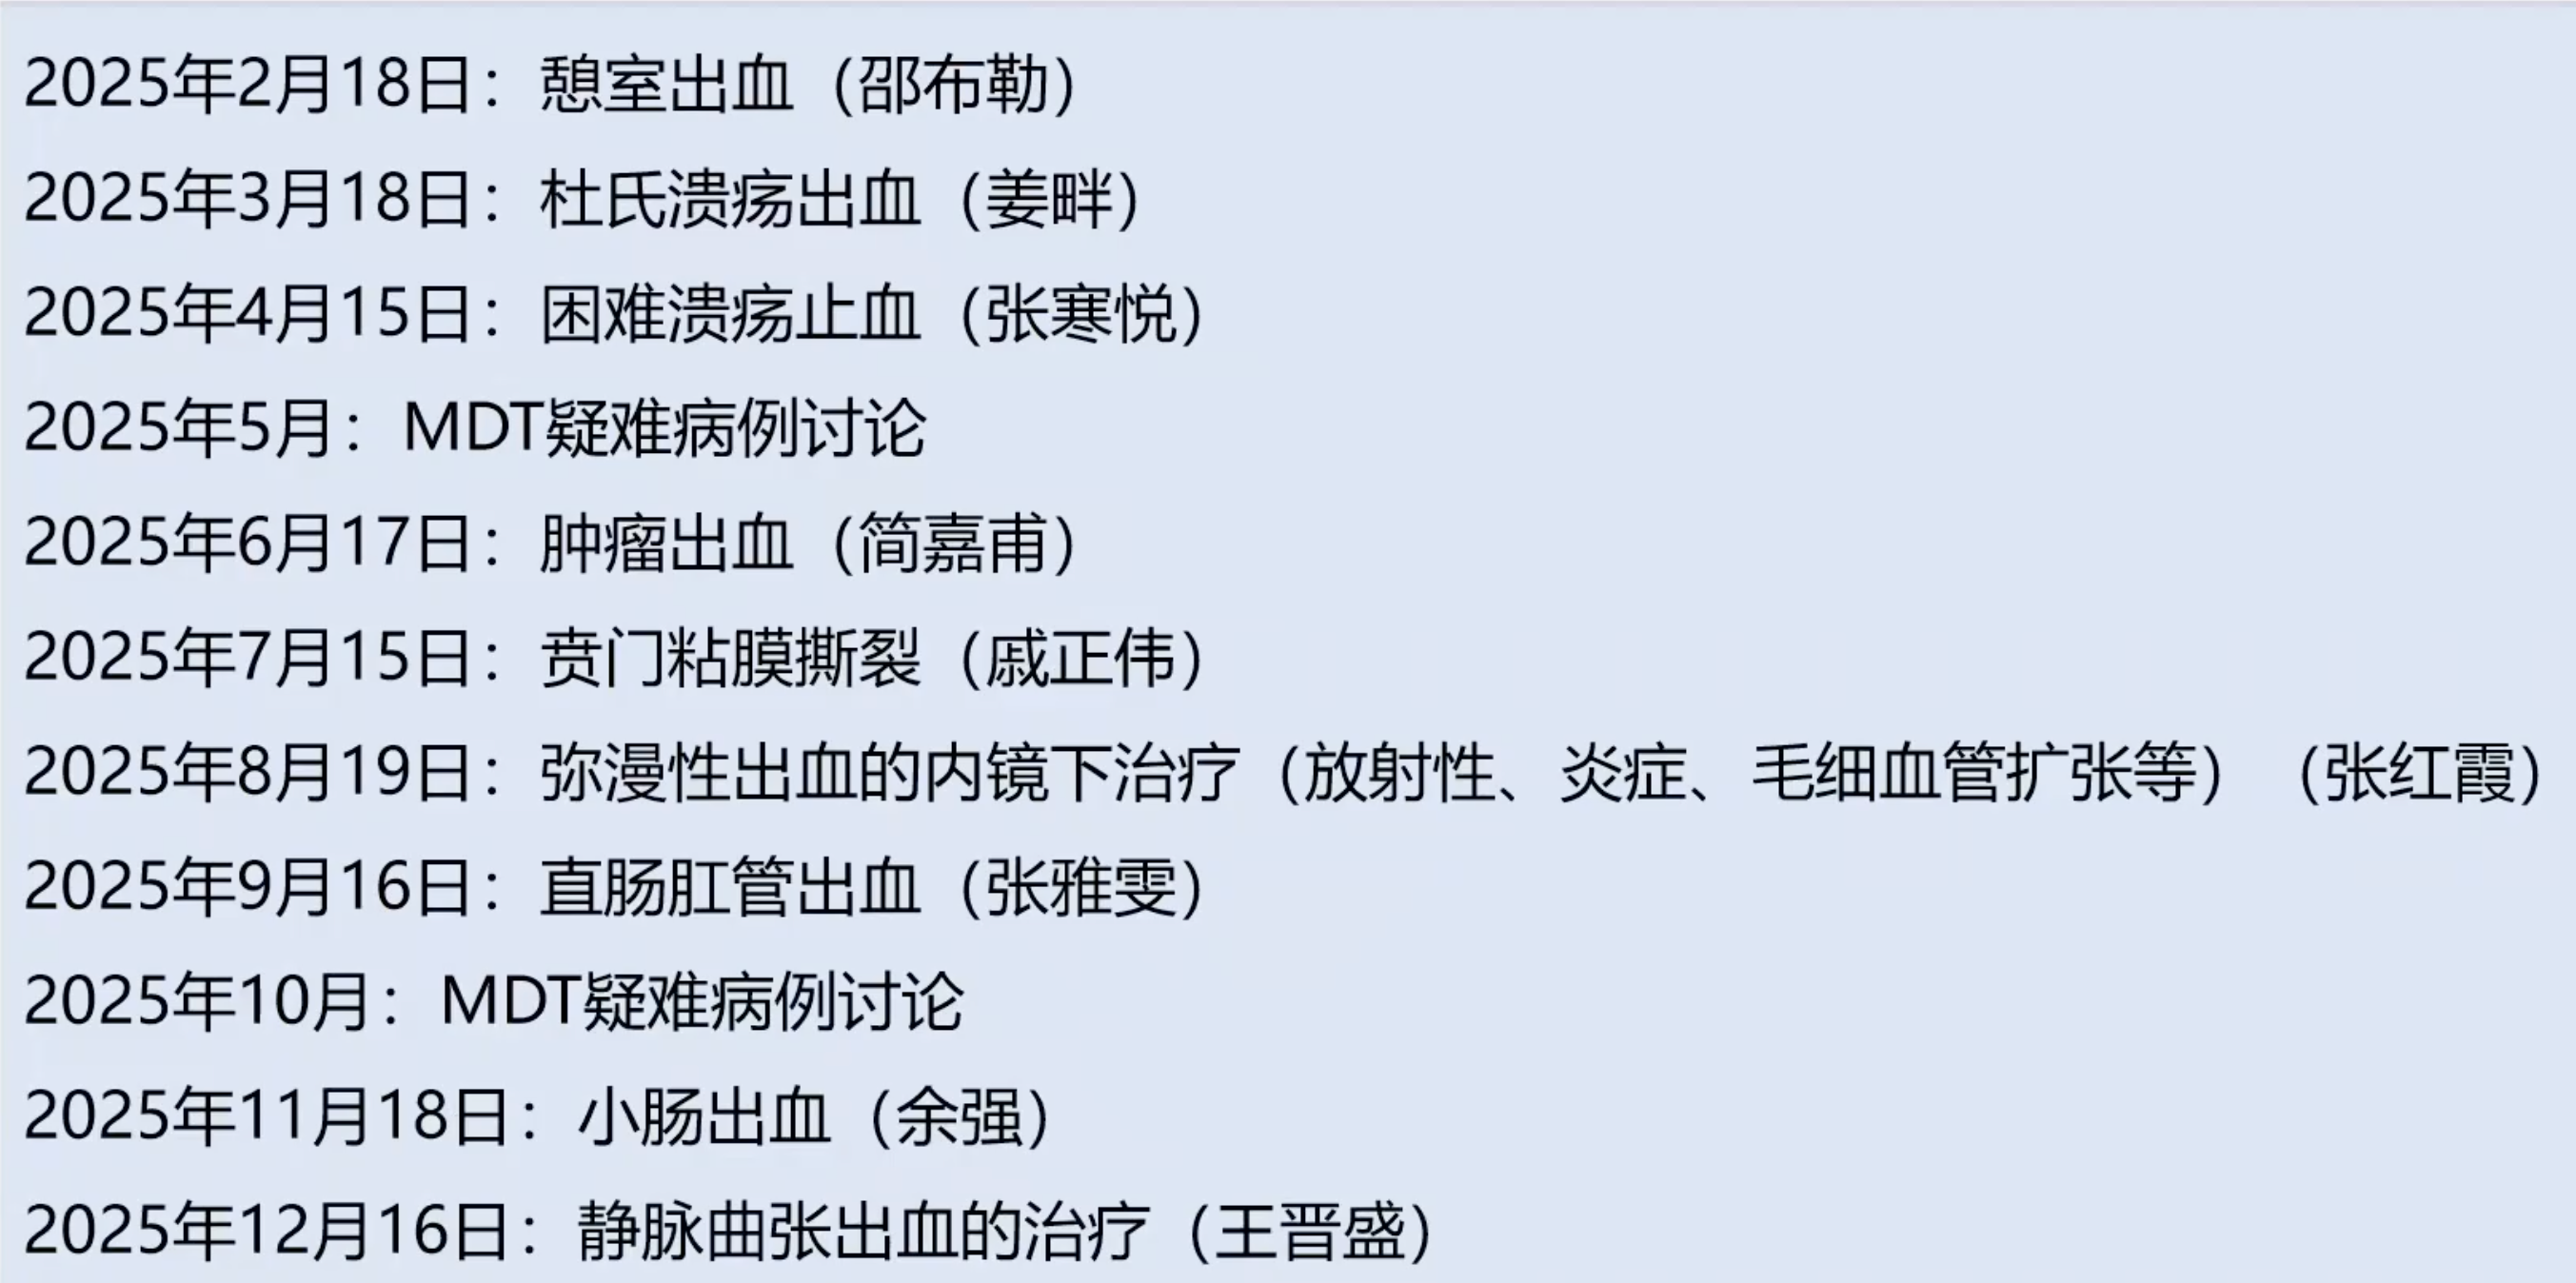 2025年2月18日：憩室出血（邵布勒）
2025年3月18日：杜氏溃疡出血（姜畔）
2025年4月15日：困难溃疡止血（张寒悦）
2025年5月：MDT疑难病例讨论
2025年6月17日：肿瘤出血（简嘉甫）
2025年7月15日：贲门粘膜撕裂（戚正伟）
2025年8月19日：弥漫性出血的内镜下治疗（放射性、炎症、毛细血管扩张等）（张红霞）
2025年9月16日：直肠肛管出血（张雅雯）
2025年10月：MDT疑难病例讨论
2025年11月18日：小肠出血（余强）
2025年12月16日：静脉曲张出血的治疗（王晋盛）